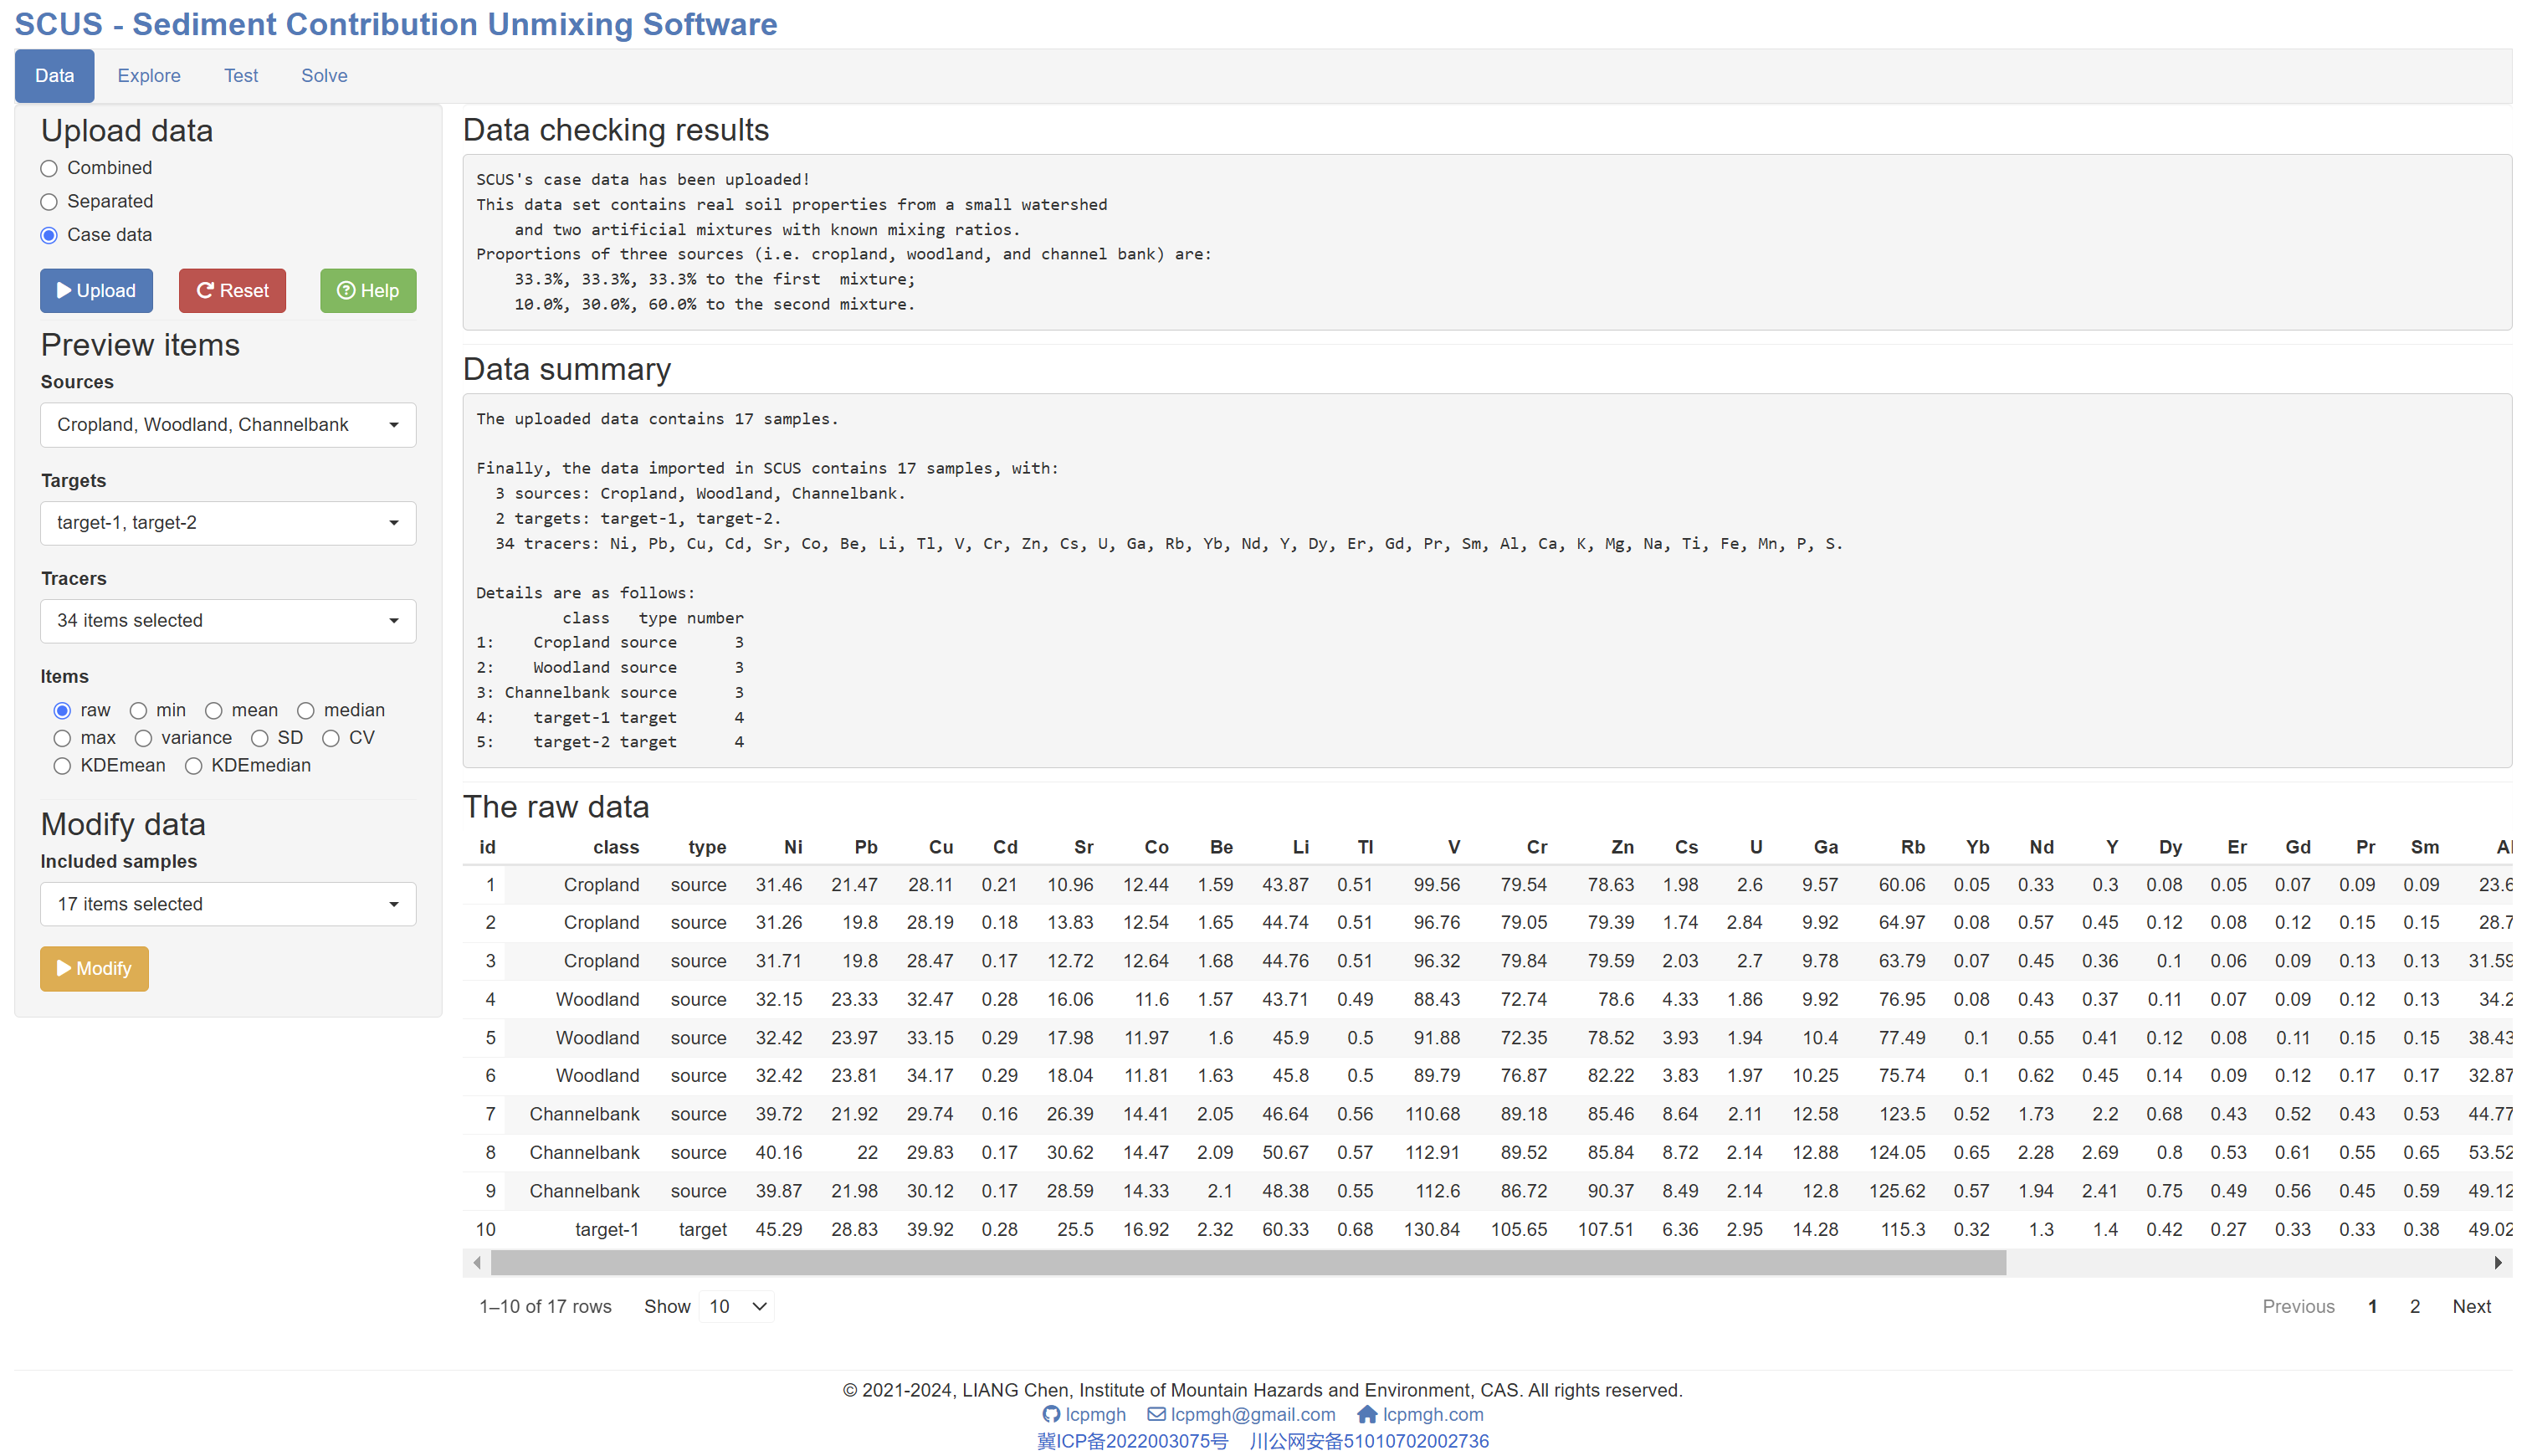 SCUS - Sediment Contribution Unmixing Software
Data Explore Test Solve
Upload data
Combined
Separated
Case data
Upload Reset Help
Preview items
Sources
Cropland, Woodland, Channelbank
Targets
target-1, target-2
Tracers
34 items selected
Items
raw min mean median
max variance SD CV
KDEmean KDEmedian
Modify data
Included samples
17 items selected
Modify
Data checking results
SCUS's case data has been uploaded!
This data set contains real soil properties from a small watershed
and two artificial mixtures with known mixing ratios.
Proportions of three sources (i.e. cropland, woodland, and channel bank) are:
33.3%, 33.3%, 33.3% to the first mixture;
10.0%, 30.0%, 60.0% to the second mixture.
Data summary
The uploaded data contains 17 samples.
Finally, the data imported in SCUS contains 17 samples, with:
3 sources: Cropland, Woodland, Channelbank.
2 targets: target-1, target-2.
34 tracers: Ni, Pb, Cu, Cd, Sr, Co, Be, Li, Tl, V, Cr, Zn, Cs, U, Ga, Rb, Yb, Nd, Y, Dy, Er, Gd, Pr, Sm, Al, Ca, K, Mg, Na, Ti, Fe, Mn, P, S.
Details are as follows:
class type number
1: Cropland source 3
2: Woodland source 3
3: Channelbank source 3
4: target-1 target 4
5: target-2 target 4
The raw data
id class type Ni Pb Cu Cd Sr Co Be Li Tl V Cr Zn Cs U Ga Rb Yb Nd Y Dy Er Gd Pr Sm Al
1 Cropland source 31.46 21.47 28.11 0.21 10.96 12.44 1.59 43.87 0.51 99.56 79.54 78.63 1.98 2.6 9.57 60.06 0.05 0.33 0.3 0.08 0.05 0.07 0.09 0.09 23.6
2 Cropland source 31.26 19.8 28.19 0.18 13.83 12.54 1.65 44.74 0.51 96.76 79.05 79.39 1.74 2.84 9.92 64.97 0.08 0.57 0.45 0.12 0.08 0.12 0.15 0.15 28.7
3 Cropland source 31.71 19.8 28.47 0.17 12.72 12.64 1.68 44.76 0.51 96.32 79.84 79.59 2.03 2.7 9.78 63.79 0.07 0.45 0.36 0.1 0.06 0.09 0.13 0.13 31.59
4 Woodland source 32.15 23.33 32.47 0.28 16.06 11.6 1.57 43.71 0.49 88.43 72.74 78.6 4.33 1.86 9.92 76.95 0.08 0.43 0.37 0.11 0.07 0.09 0.12 0.13 34.2
5 Woodland source 32.42 23.97 33.15 0.29 17.98 11.97 1.6 45.9 0.5 91.88 72.35 78.52 3.93 1.94 10.4 77.49 0.1 0.55 0.41 0.12 0.08 0.11 0.15 0.15 38.43
6 Woodland source 32.42 23.81 34.17 0.29 18.04 11.81 1.63 45.8 0.5 89.79 76.87 82.22 3.83 1.97 10.25 75.74 0.1 0.62 0.45 0.14 0.09 0.12 0.17 0.17 32.87
7 Channelbank source 39.72 21.92 29.74 0.16 26.39 14.41 2.05 46.64 0.56 110.68 89.18 85.46 8.64 2.11 12.58 123.5 0.52 1.73 2.2 0.68 0.43 0.52 0.43 0.53 44.77
8 Channelbank source 40.16 22 29.83 0.17 30.62 14.47 2.09 50.67 0.57 112.91 89.52 85.84 8.72 2.14 12.88 124.05 0.65 2.28 2.69 0.8 0.53 0.61 0.55 0.65 53.52
9 Channelbank source 39.87 21.98 30.12 0.17 28.59 14.33 2.1 48.38 0.55 112.6 86.72 90.37 8.49 2.14 12.8 125.62 0.57 1.94 2.41 0.75 0.49 0.56 0.45 0.59 49.12
10 target-1 target 45.29 28.83 39.92 0.28 25.5 16.92 2.32 60.33 0.68 130.84 105.65 107.51 6.36 2.95 14.28 115.3 0.32 1.3 1.4 0.42 0.27 0.33 0.33 0.38 49.02
1–10 of 17 rows Show 10 Previous 1 2 Next
© 2021-2024, LIANG Chen, Institute of Mountain Hazards and Environment, CAS. All rights reserved.
lcpmgh lcpmgh@gmail.com lcpmgh.com
冀ICP备2022003075号 川公网安备51010702002736